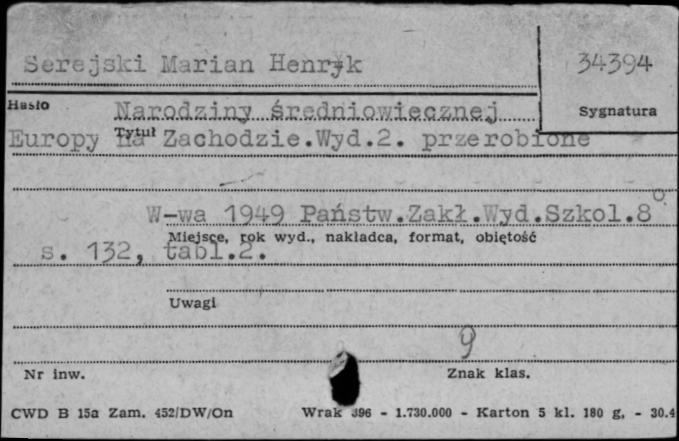 Serejski Marian Henryk
34394
Hasło
Sygnatura
Narodziny średniowiecznej
Tytuł
Europy na Zachodzie.Wyd.2. przerobione
W-wa 1949 Państw.Zakł.Wyd.Szkol.8°
Miejsce, rok wyd., nakładca, format, objętość
s. 132, tabl.2.
Uwagi
9
Nr inw.
Znak klas.
CWD B 15a Zam. 452/DW/On Wrak 396 - 1.730.000 - Karton 5 kl. 180 g, - 30.4